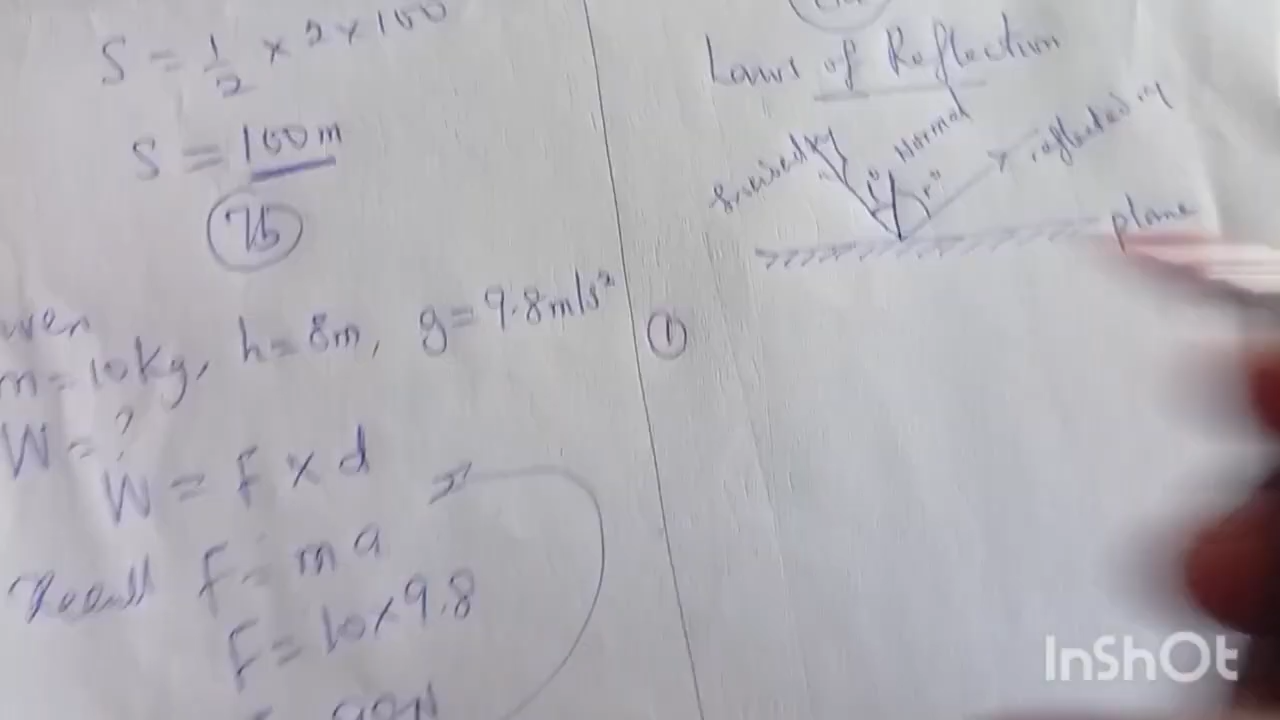 S = 1/2 × 2 × 100
S = 100m
75
m = 10kg, h = 8m, g = 9.8m/s²
W = ?
W = F × d
Recall F = ma
F = 10 × 9.8
Laws of Reflection
Normal
i° r°
reflected ry
plane
1
InShOt